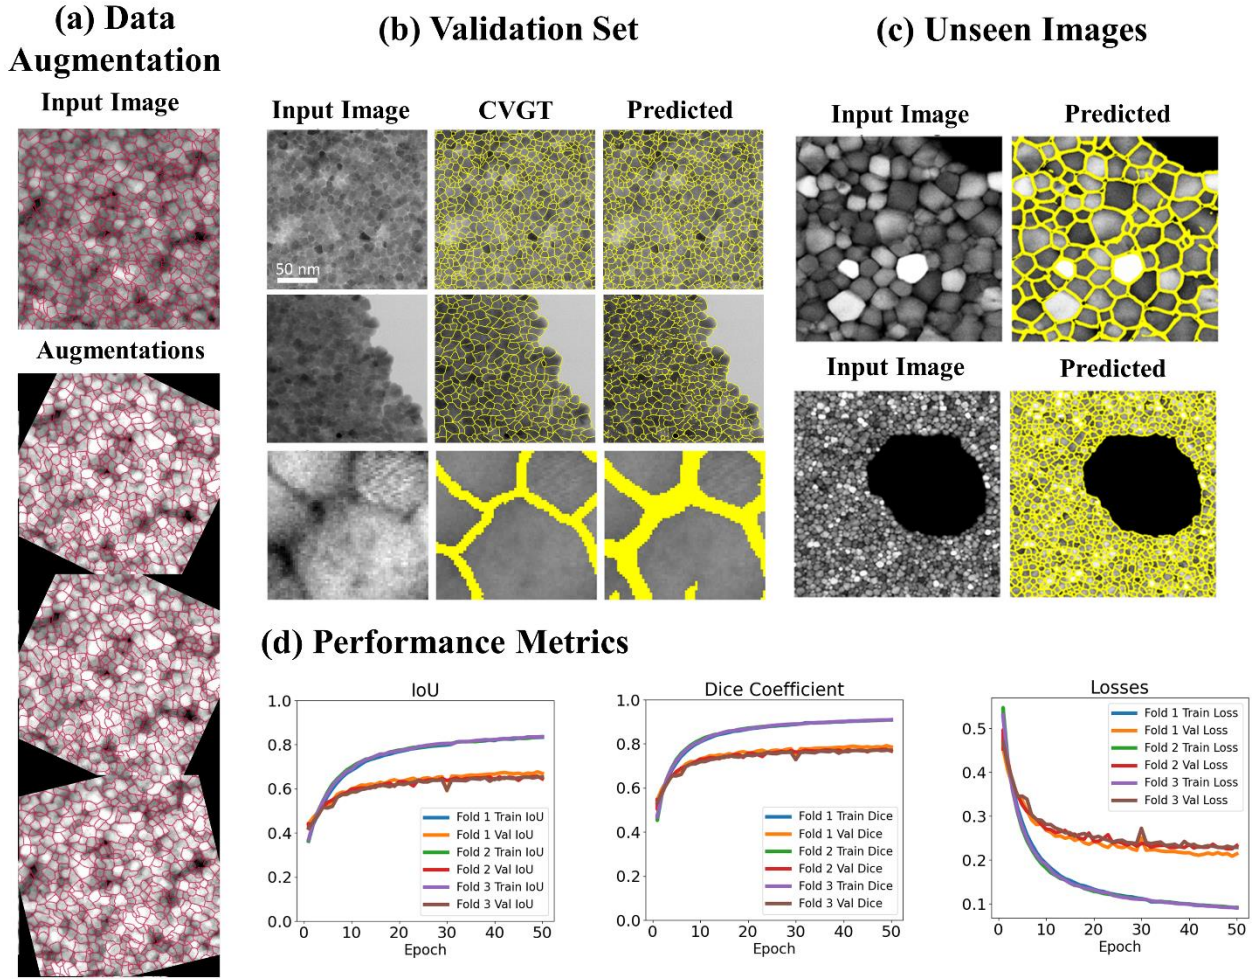 (a) Data
Augmentation
Input Image
Augmentations
(b) Validation Set
Input Image CVGT Predicted
50 nm
(c) Unseen Images
Input Image Predicted
Input Image Predicted
(d) Performance Metrics
IoU
1.0
0.8
0.6
0.4
0.2
0.0
Fold 1 Train IoU
Fold 1 Val IoU
Fold 2 Train IoU
Fold 2 Val IoU
Fold 3 Train IoU
Fold 3 Val IoU
0 10 20 30 40 50
Epoch
Dice Coefficient
1.0
0.8
0.6
0.4
0.2
0.0
Fold 1 Train Dice
Fold 1 Val Dice
Fold 2 Train Dice
Fold 2 Val Dice
Fold 3 Train Dice
Fold 3 Val Dice
0 10 20 30 40 50
Epoch
Losses
0.5
0.4
0.3
0.2
0.1
Fold 1 Train Loss
Fold 1 Val Loss
Fold 2 Train Loss
Fold 2 Val Loss
Fold 3 Train Loss
Fold 3 Val Loss
0 10 20 30 40 50
Epoch